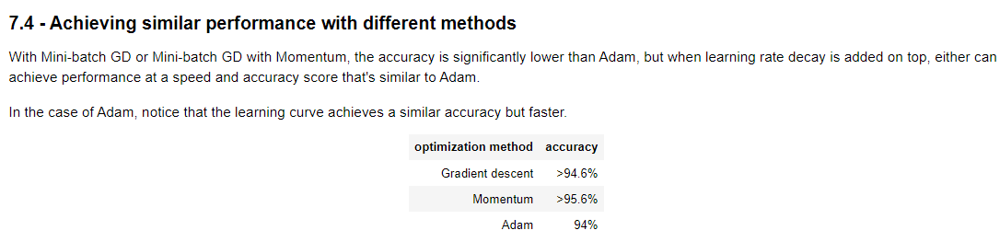 7.4 - Achieving similar performance with different methods
With Mini-batch GD or Mini-batch GD with Momentum, the accuracy is significantly lower than Adam, but when learning rate decay is added on top, either can
achieve performance at a speed and accuracy score that's similar to Adam.
In the case of Adam, notice that the learning curve achieves a similar accuracy but faster.
optimization method accuracy
Gradient descent >94.6%
Momentum >95.6%
Adam 94%